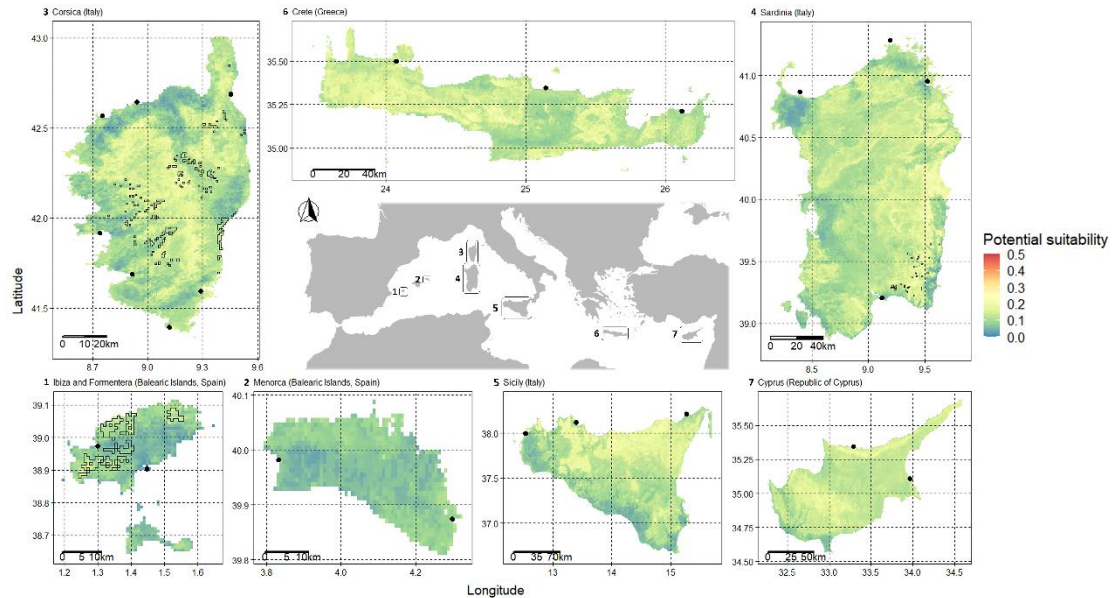 3 Corsica (Italy)
6 Crete (Greece)
4 Sardinia (Italy)
43.0
42.5
42.0
41.5
8.7 9.0 9.3 9.6
0 10 20km
35.50
35.25
35.00
24 25 26
0 20 40km
41.0
40.5
40.0
39.5
39.0
8.5 9.0 9.5
0 20 40km
Latitude
1
2
3
4
5
6
7
Potential suitability
0.5
0.4
0.3
0.2
0.1
0.0
1 Ibiza and Formentera (Balearic Islands, Spain)
2 Menorca (Balearic Islands, Spain)
5 Sicily (Italy)
7 Cyprus (Republic of Cyprus)
39.1
39.0
38.9
38.8
38.7
1.2 1.3 1.4 1.5 1.6
0 5 10km
40.1
40.0
39.9
39.8
3.8 4.0 4.2
0 5 10km
38.0
37.0
13 14 15
0 35 70km
35.50
35.25
35.00
34.75
34.50
32.5 33.0 33.5 34.0 34.5
0 25 50km
Longitude